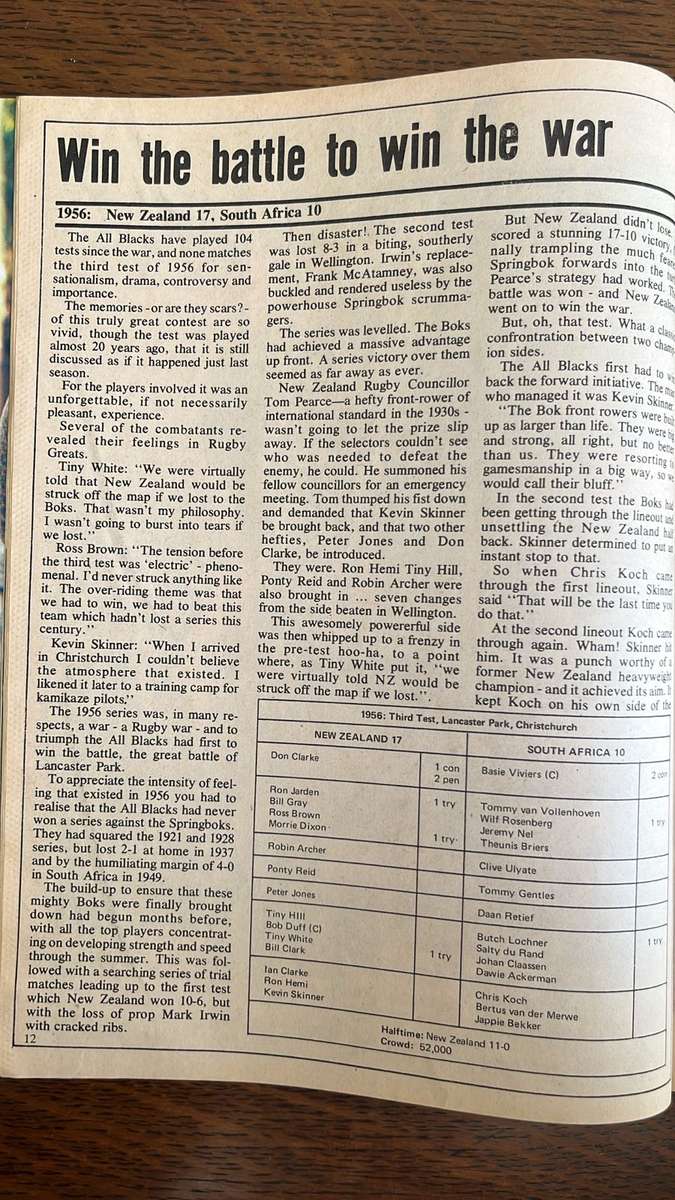 Win the battle to win the war
1956: New Zealand 17, South Africa 10
The All Blacks have played 104
tests since the war, and none matches
the third test of 1956 for sen-
sationalism, drama, controversy and
importance.
The memories -or are they scars?-
of this truly great contest are so
vivid, though the test was played
almost 20 years ago, that it is still
discussed as if it happened just last
season.
For the players involved it was an
unforgettable, if not necessarily
pleasant, experience.
Several of the combatants re-
vealed their feelings in Rugby
Greats.
Tiny White: "We were virtually
told that New Zealand would be
struck off the map if we lost to the
Boks. That wasn't my philosophy.
I wasn't going to burst into tears if
we lost."
Ross Brown: "The tension before
the third test was 'electric' - pheno-
menal. I'd never struck anything like
it. The over-riding theme was that
we had to win, we had to beat this
team which hadn't lost a series this
century."
Kevin Skinner: "When I arrived
in Christchurch I couldn't believe
the atmosphere that existed. I
likened it later to a training camp for
kamikaze pilots."
The 1956 series was, in many re-
spects, a war - a Rugby war - and to
triumph the All Blacks had first to
win the battle, the great battle of
Lancaster Park.
To appreciate the intensity of feel-
ing that existed in 1956 you had to
realise that the All Blacks had never
won a series against the Springboks.
They had squared the 1921 and 1928
series, but lost 2-1 at home in 1937
and by the humiliating margin of 4-0
in South Africa in 1949.
The build-up to ensure that these
mighty Boks were finally brought
down had begun months before,
with all the top players concentrat-
ing on developing strength and speed
through the summer. This was fol-
lowed with a searching series of trial
matches leading up to the first test
which New Zealand won 10-6, but
with the loss of prop Mark Irwin
with cracked ribs.
Then disaster! The second test
was lost 8-3 in a biting, southerly
gale in Wellington. Irwin's replace-
ment, Frank McAtamney, was also
buckled and rendered useless by the
powerhouse Springbok scrumma-
gers.
The series was levelled. The Boks
had achieved a massive advantage
up front. A series victory over them
seemed as far away as ever.
New Zealand Rugby Councillor
Tom Pearce—a hefty front-rower of
international standard in the 1930s -
wasn't going to let the prize slip
away. If the selectors couldn't see
who was needed to defeat the
enemy, he could. He summoned his
fellow councillors for an emergency
meeting. Tom thumped his fist down
and demanded that Kevin Skinner
be brought back, and that two other
hefties, Peter Jones and Don
Clarke, be introduced.
They were. Ron Hemi Tiny Hill,
Ponty Reid and Robin Archer were
also brought in ... seven changes
from the side beaten in Wellington.
This awesomely powererful side
was then whipped up to a frenzy in
the pre-test hoo-ha, to a point
where, as Tiny White put it, "we
were virtually told NZ would be
struck off the map if we lost.".
But New Zealand didn't lose.
scored a stunning 17-10 victory,
nally trampling the much
Springbok forwards into the
Pearce's strategy had worked.
battle was won - and New
went on to win the war.
But, oh, that test. What a
confrontration between two
ion sides.
The All Blacks first had to
back the forward initiative. The
who managed it was Kevin Skinner.
"The Bok front rowers were
up as larger than life. They were
and strong, all right, but no
than us. They were resorting
gamesmanship in a big way, so we
would call their bluff."
In the second test the Boks had
been getting through the lineout and
unsettling the New Zealand
back. Skinner determined to put an
instant stop to that.
So when Chris Koch came
through the first lineout, Skinner
said "That will be the last time you
do that."
At the second lineout Koch came
through again. Wham! Skinner hit
him. It was a punch worthy of a
former New Zealand heavyweight
champion - and it achieved its aim. It
kept Koch on his own side of the
1956: Third Test, Lancaster Park, Christchurch
NEW ZEALAND 17 SOUTH AFRICA 10
Don Clarke 1 con Basie Viviers (C) 2 con
2 pen
Ron Jarden 1 try Tommy van Vollenhoven
Bill Gray Wilf Rosenberg 1 try
Ross Brown Jeremy Nel
Morrie Dixon 1 try Theunis Briers
Robin Archer Clive Ulyate
Ponty Reid Tommy Gentles
Peter Jones Daan Retief
Tiny Hill Butch Lochner 1 try
Bob Duff (C) Salty du Rand
Tiny White 1 try Johan Claassen
Bill Clark Dawie Ackerman
Ian Clarke Chris Koch
Ron Hemi Bertus van der Merwe
Kevin Skinner Jappie Bekker
Halftime: New Zealand 11-0
Crowd: 52,000
12